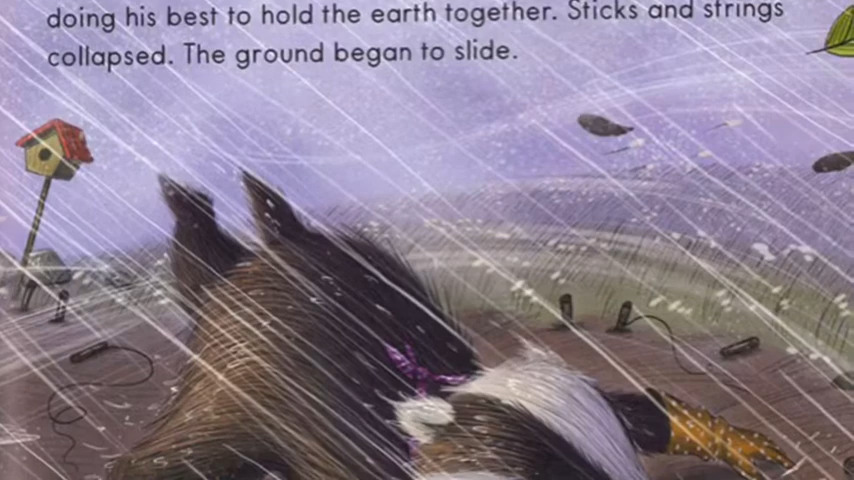 doing his best to hold the earth together. Sticks and strings
collapsed. The ground began to slide.